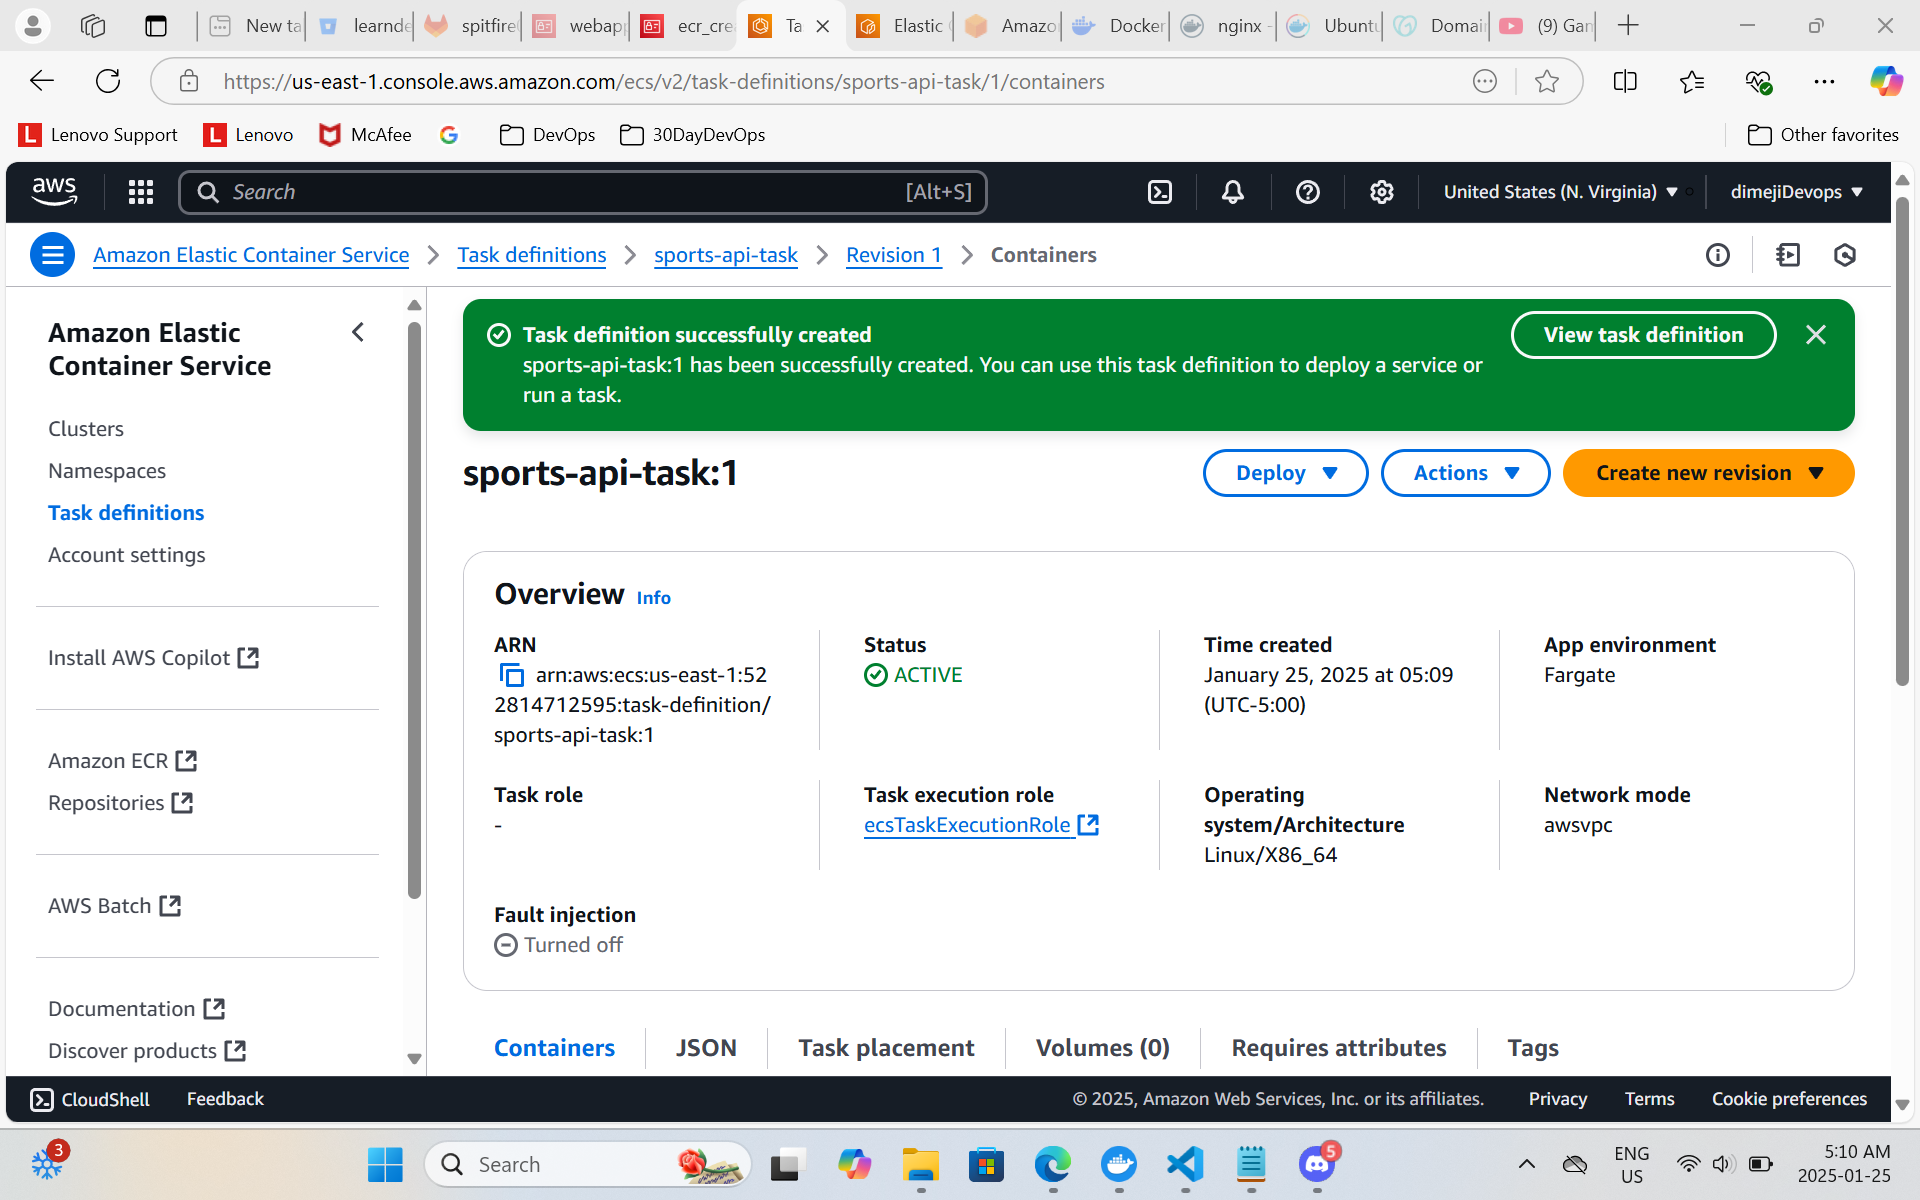 New ta
learnde
spitfire
webapp
ecr_cre
Ta
Elastic
Amazo
Docker
nginx -
Ubuntu
Domai
(9) Gan
https://us-east-1.console.aws.amazon.com/ecs/v2/task-definitions/sports-api-task/1/containers
Lenovo Support
Lenovo
McAfee
DevOps
30DayDevOps
Other favorites
aws
Search
[Alt+S]
United States (N. Virginia)
dimejiDevops
Amazon Elastic Container Service
Task definitions
sports-api-task
Revision 1
Containers
Amazon Elastic
Container Service
Clusters
Namespaces
Task definitions
Account settings
Install AWS Copilot
Amazon ECR
Repositories
AWS Batch
Documentation
Discover products
Task definition successfully created
sports-api-task:1 has been successfully created. You can use this task definition to deploy a service or
run a task.
View task definition
sports-api-task:1
Deploy
Actions
Create new revision
Overview Info
ARN
arn:aws:ecs:us-east-1:52
2814712595:task-definition/
sports-api-task:1
Status
ACTIVE
Time created
January 25, 2025 at 05:09
(UTC-5:00)
App environment
Fargate
Task role
-
Task execution role
ecsTaskExecutionRole
Operating
system/Architecture
Linux/X86_64
Network mode
awsvpc
Fault injection
Turned off
Containers
JSON
Task placement
Volumes (0)
Requires attributes
Tags
CloudShell
Feedback
© 2025, Amazon Web Services, Inc. or its affiliates.
Privacy
Terms
Cookie preferences
3
Search
5
ENG
US
5:10 AM
2025-01-25